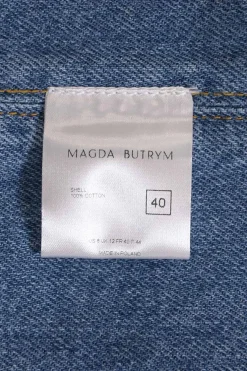 MAGDA BUTRYM
SHELL:
100% COTTON
40
MADE IN POLAND